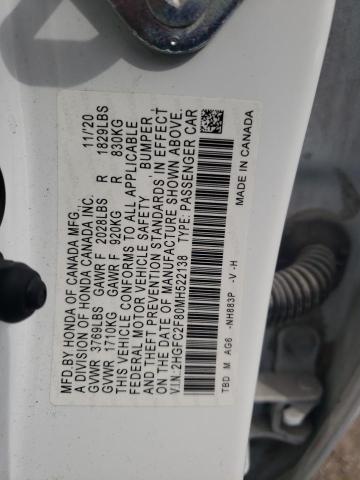 MFD.BY HONDA OF CANADA MFG.,
A DIVISION OF HONDA CANADA INC. 11/'20
GVWR 3769LBS GAWR F 2028LBS R 1829LBS
GVWR 1710KG GAWR F 920KG R 830KG
THIS VEHICLE CONFORMS TO ALL APPLICABLE
FEDERAL MOTOR VEHICLE SAFETY , BUMPER,
THEFT PREVENTION STANDARDS IN EFFECT
ON THE DATE OF MANUFACTURE SHOWN ABOVE.
V.I.N:2HGFC2F80MH522138 TYPE: PASSENGER CAR
TBD M AG6 -NH883P -V -H
MADE IN CANADA